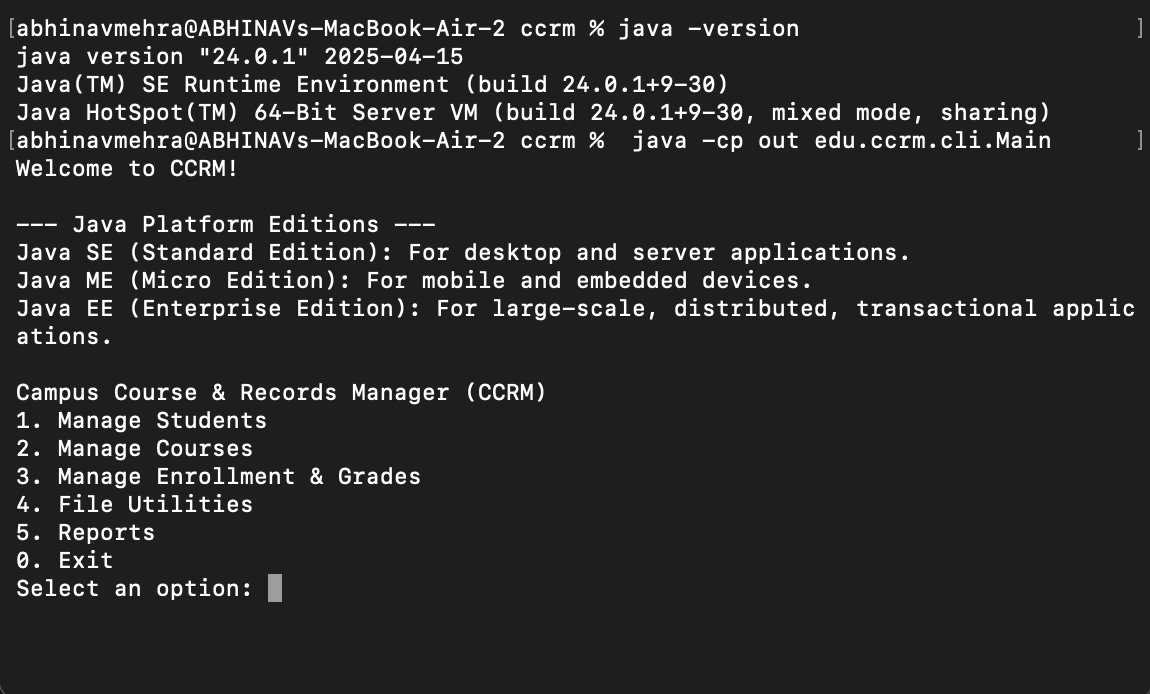 [abhinavmehra@ABHINAVs-MacBook-Air-2 ccrm % java -version ]
java version "24.0.1" 2025-04-15
Java(TM) SE Runtime Environment (build 24.0.1+9-30)
Java HotSpot(TM) 64-Bit Server VM (build 24.0.1+9-30, mixed mode, sharing)
[abhinavmehra@ABHINAVs-MacBook-Air-2 ccrm %  java -cp out edu.ccrm.cli.Main ]
Welcome to CCRM!

--- Java Platform Editions ---
Java SE (Standard Edition): For desktop and server applications.
Java ME (Micro Edition): For mobile and embedded devices.
Java EE (Enterprise Edition): For large-scale, distributed, transactional applic
ations.

Campus Course & Records Manager (CCRM)
1. Manage Students
2. Manage Courses
3. Manage Enrollment & Grades
4. File Utilities
5. Reports
0. Exit
Select an option: